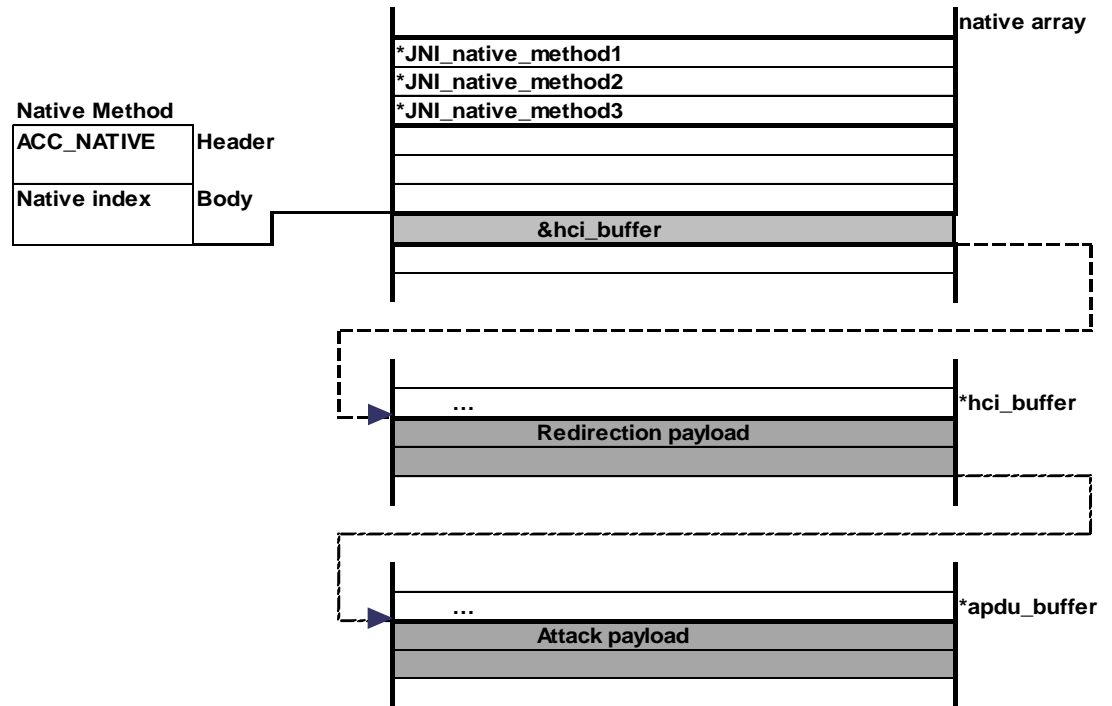 native array
*JNI_native_method1
*JNI_native_method2
*JNI_native_method3
Native Method
ACC_NATIVE Header
Native index Body
&hci_buffer
... *hci_buffer
Redirection payload
... *apdu_buffer
Attack payload